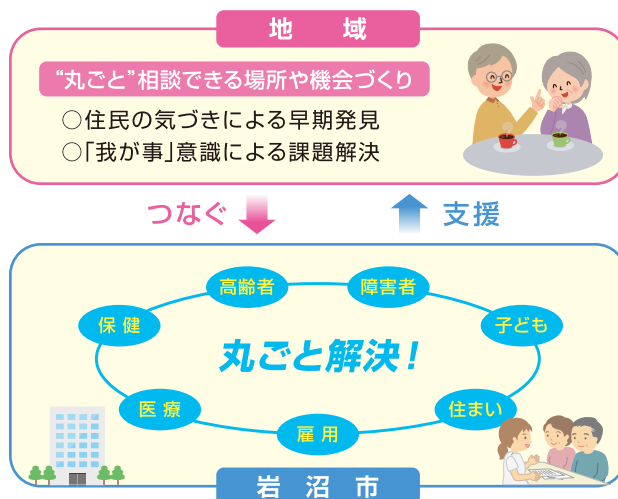 地域
“丸ごと”相談できる場所や機会づくり
○住民の気づきによる早期発見
○「我が事」意識による課題解決
つなぐ
支援
高齢者
障害者
保健
子ども
丸ごと解決！
医療
住まい
雇用
岩沼市